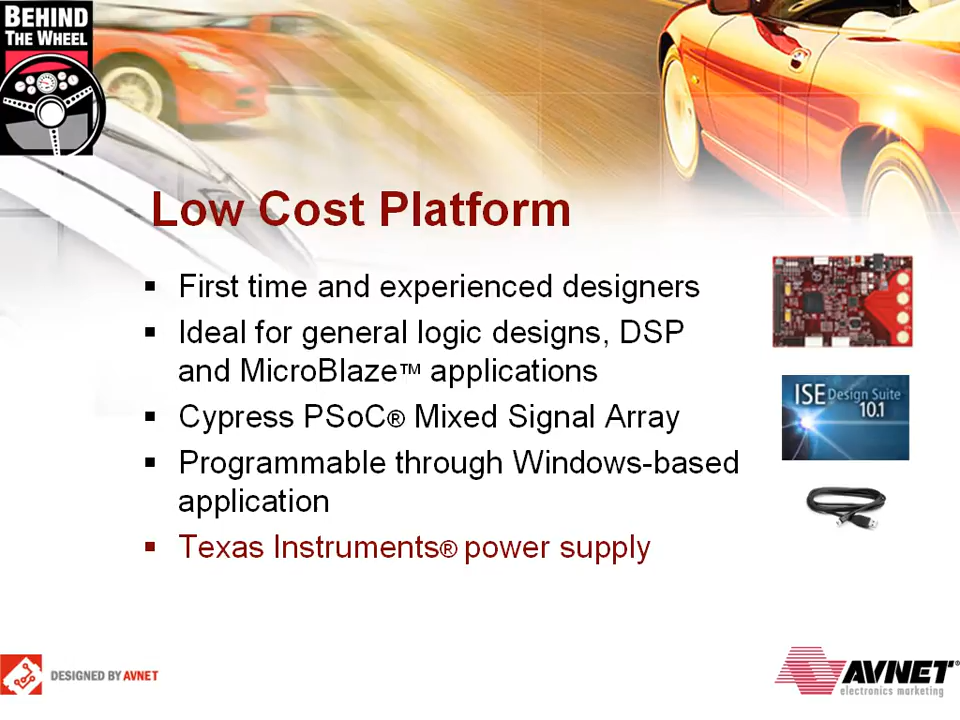 BEHIND
THE WHEEL
Low Cost Platform
▪ First time and experienced designers
▪ Ideal for general logic designs, DSP
and MicroBlaze™ applications
▪ Cypress PSoC® Mixed Signal Array
▪ Programmable through Windows-based
application
▪ Texas Instruments® power supply
ISE Design Suite
10.1
DESIGNED BY AVNET
AVNET®
electronics marketing